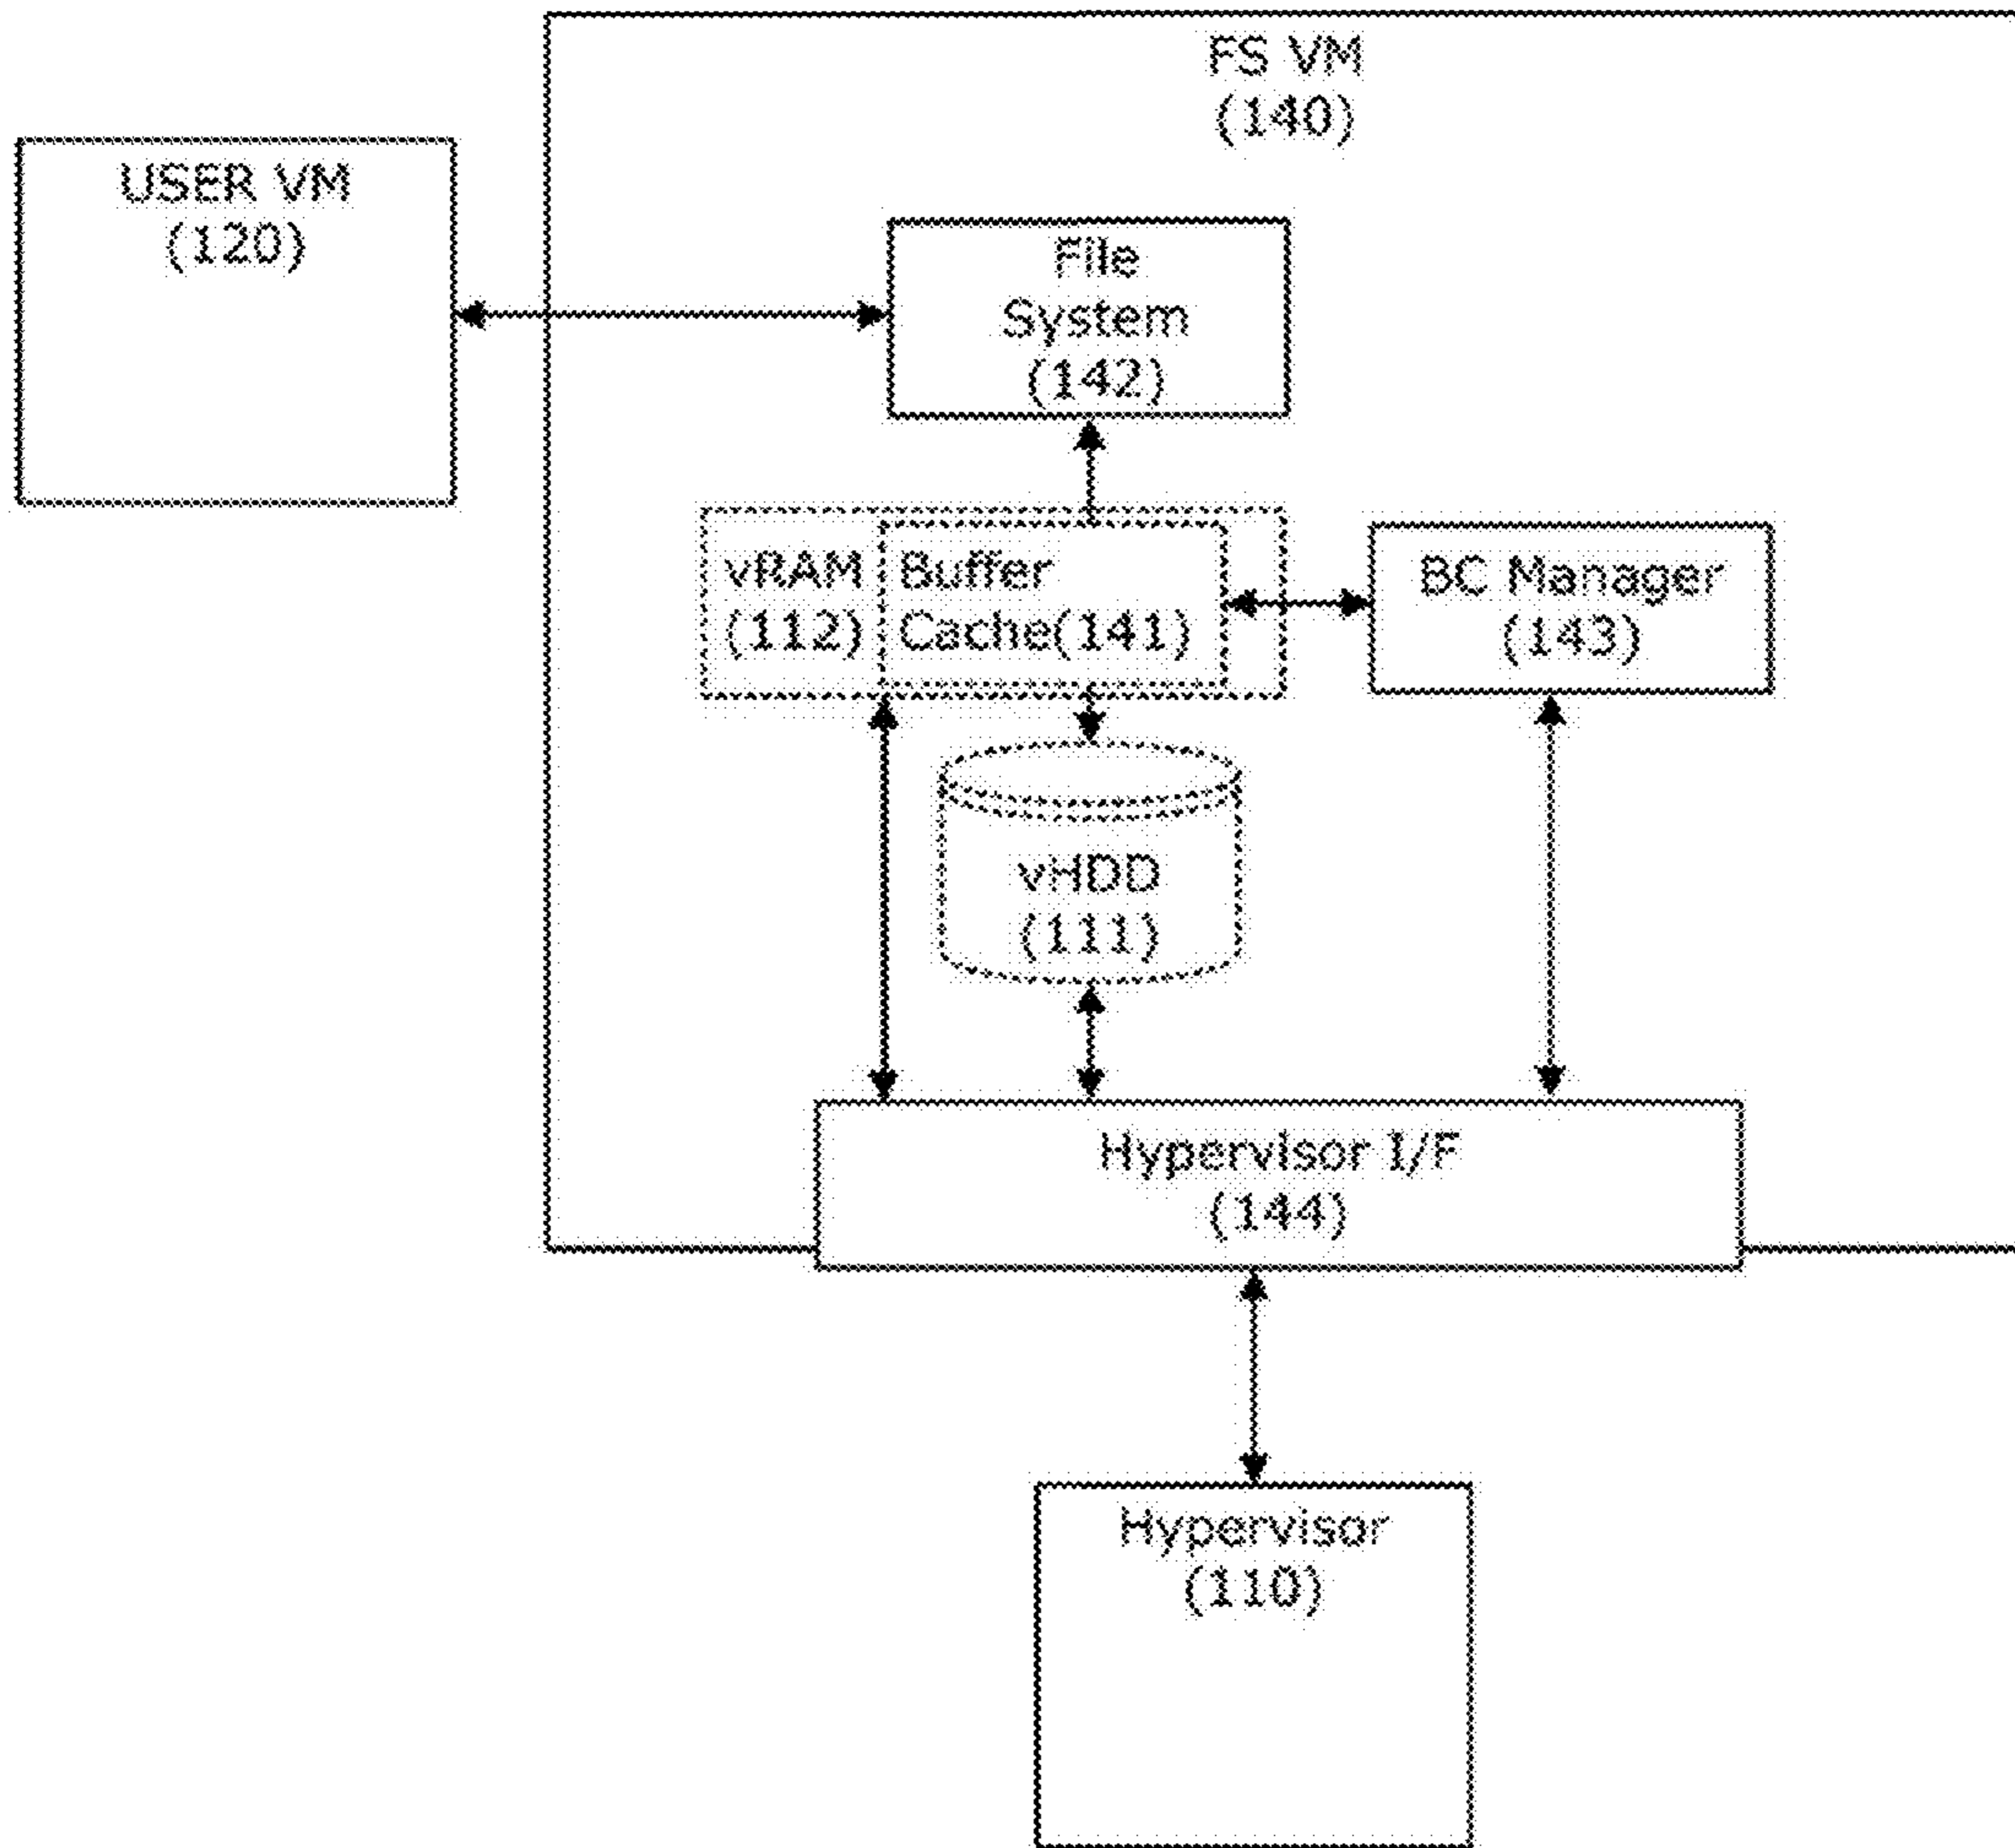 FS VM
(140)
USER VM
(120)
File
System
(142)
vRAM
(112)
Buffer
Cache(141)
BC Manager
(143)
vHDD
(111)
Hypervisor I/F
(144)
Hypervisor
(110)